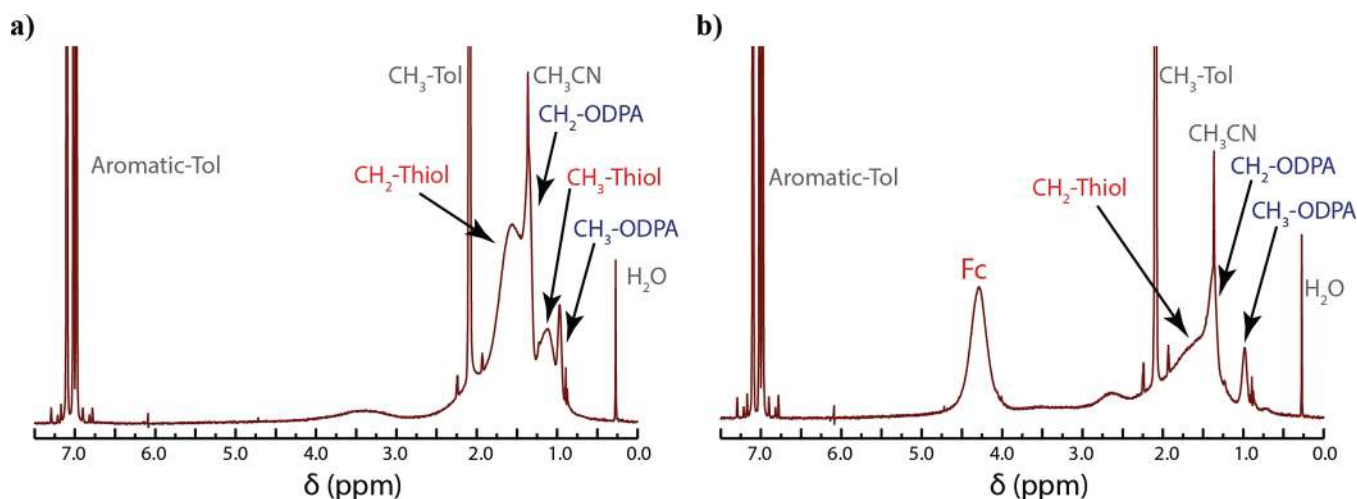 a)
CH₃-Tol
CH₃CN
CH₂-ODPA
Aromatic-Tol
CH₂-Thiol
CH₃-Thiol
CH₃-ODPA
H₂O
7.0 6.0 5.0 4.0 3.0 2.0 1.0 0.0
δ (ppm)
b)
CH₃-Tol
CH₃CN
CH₂-ODPA
Aromatic-Tol
CH₂-Thiol
CH₃-ODPA
Fc
H₂O
7.0 6.0 5.0 4.0 3.0 2.0 1.0 0.0
δ (ppm)